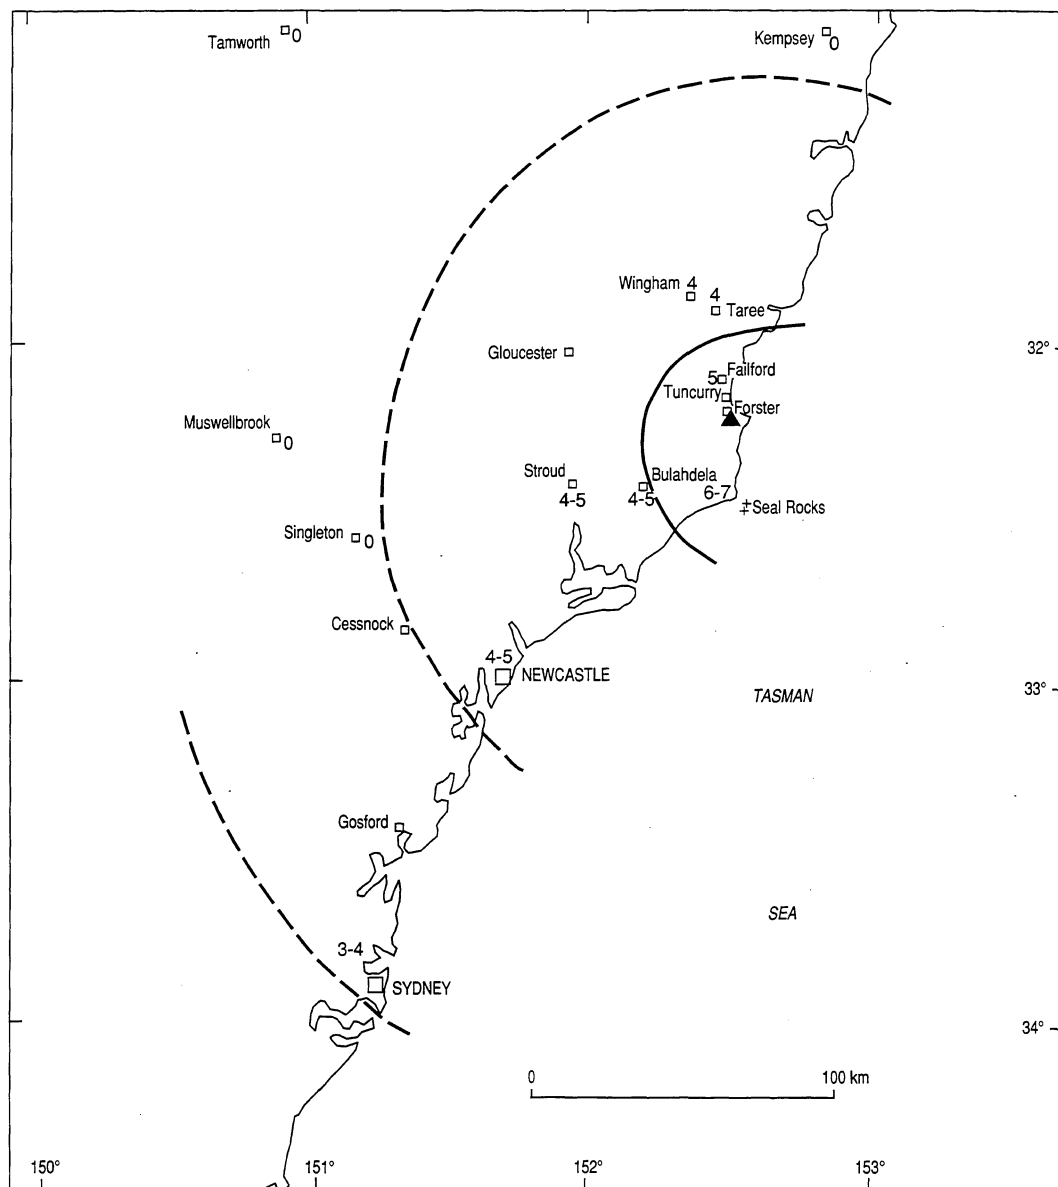 Tamworth 0
Kempsey 0
Wingham 4
4
Taree
Gloucester
32°
5 Failford
Tuncurry
Forster
Muswellbrook 0
Stroud
4-5
Bulahdela
4-5
6-7
Seal Rocks
Singleton 0
Cessnock
4-5
NEWCASTLE
33°
TASMAN
Gosford
SEA
3-4
SYDNEY
34°
0 100 km
150° 151° 152° 153°